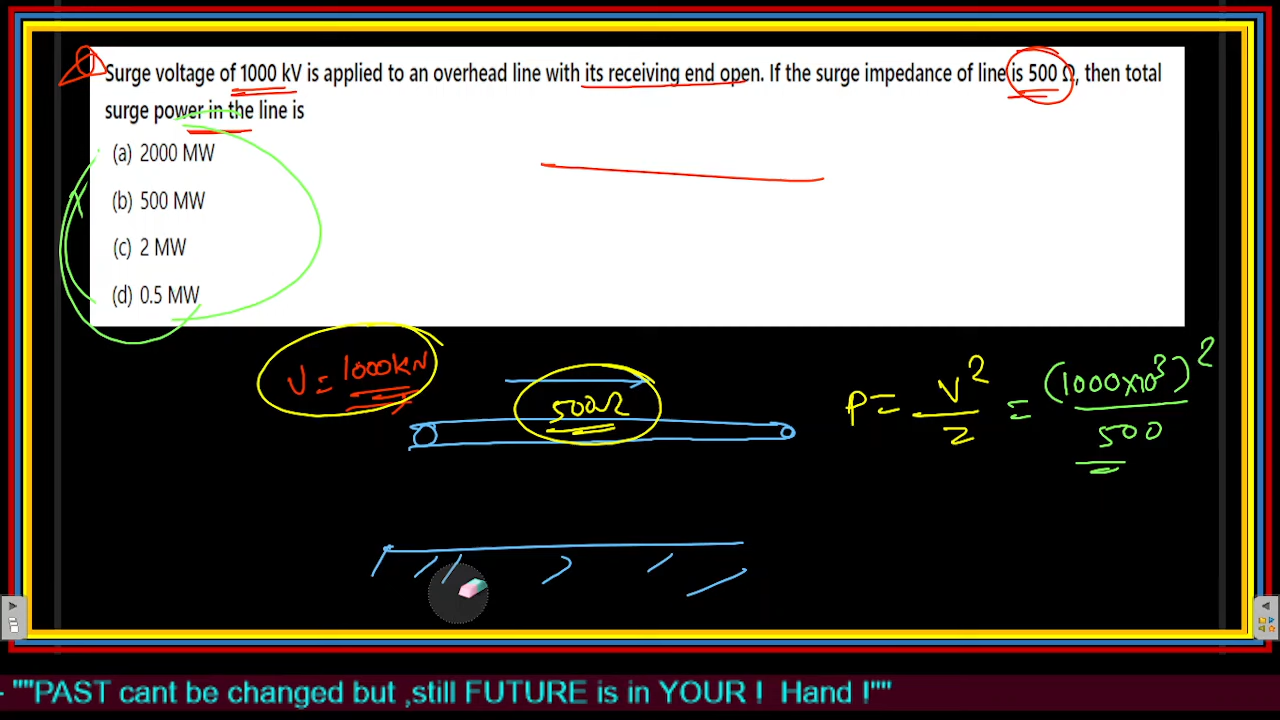 Surge voltage of 1000 kV is applied to an overhead line with its receiving end open. If the surge impedance of line is 500 Ω, then total
surge power in the line is
(a) 2000 MW
(b) 500 MW
(c) 2 MW
(d) 0.5 MW
V = 1000kV
500Ω
P = V²/Z = (1000×10³)²/500
""PAST cant be changed but ,still FUTURE is in YOUR ! Hand !""